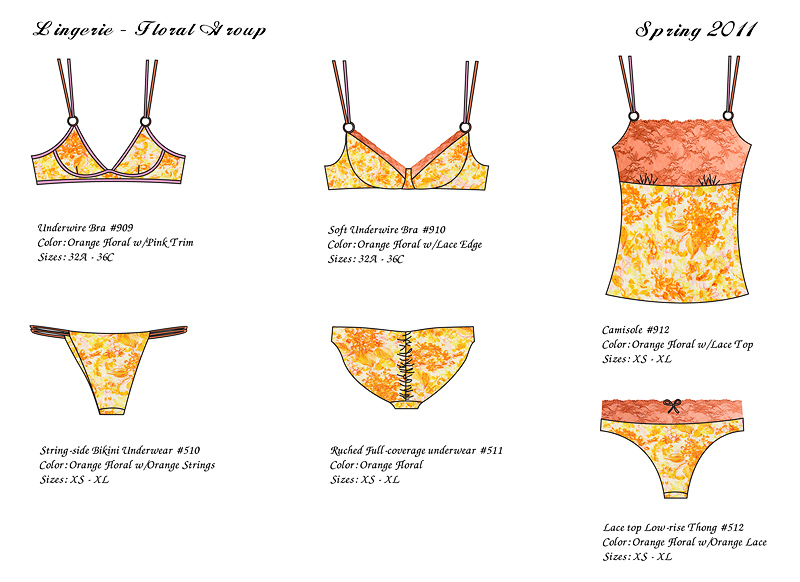 Lingerie - Floral Group
Spring 2011
Underwire Bra #909
Color: Orange Floral w/Pink Trim
Sizes: 32A - 36C
Soft Underwire Bra #910
Color: Orange Floral w/Lace Edge
Sizes: 32A - 36C
Camisole #912
Color: Orange Floral w/Lace Top
Sizes: XS - XL
String-side Bikini Underwear #510
Color: Orange Floral w/Orange Strings
Sizes: XS - XL
Ruched Full-coverage underwear #511
Color: Orange Floral
Sizes: XS - XL
Lace top Low-rise Thong #512
Color: Orange Floral w/Orange Lace
Sizes: XS - XL